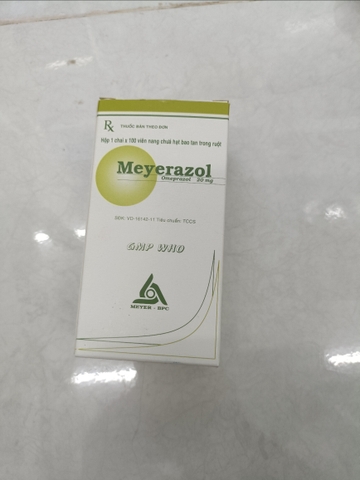 Rx THUỐC BÁN THEO ĐƠN
Hộp 1 chai x 100 viên nang chứa hạt bao tan trong ruột
Meyerazol
Omeprazol 20 mg
SĐK: VD-16142-11 Tiêu chuẩn: TCCS
GMP WHO
MEYER - BPC